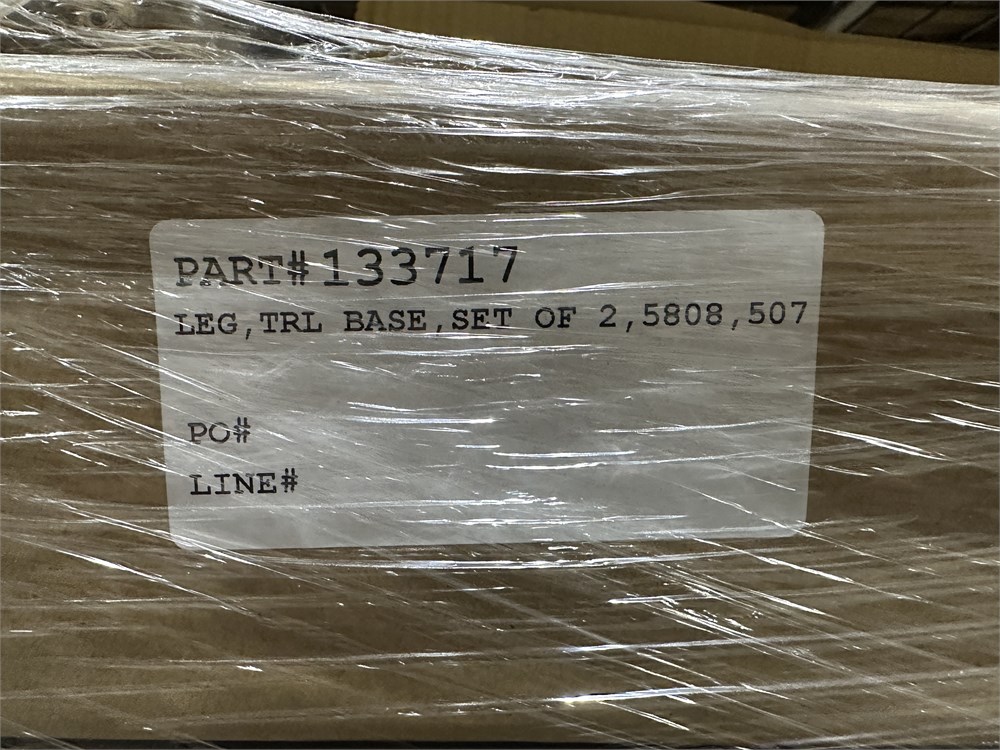 PART#133717
LEG,TRL BASE,SET OF 2,5808,507
PO#
LINE#